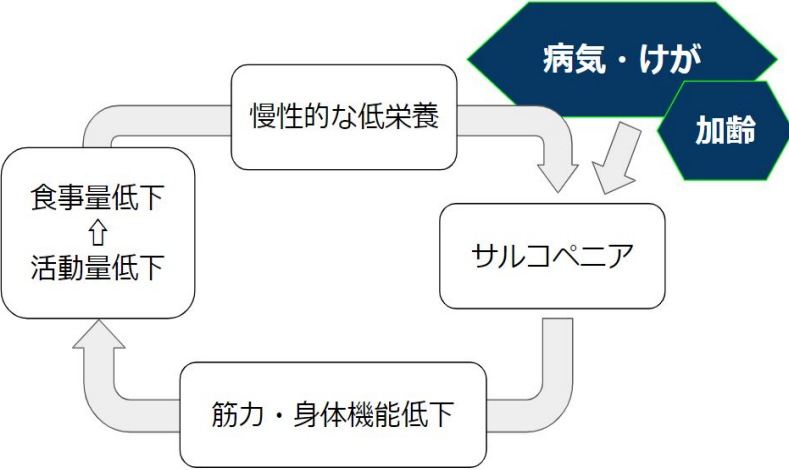 病気・けが
加齢
慢性的な低栄養
サルコペニア
食事量低下
⇧
活動量低下
筋力・身体機能低下